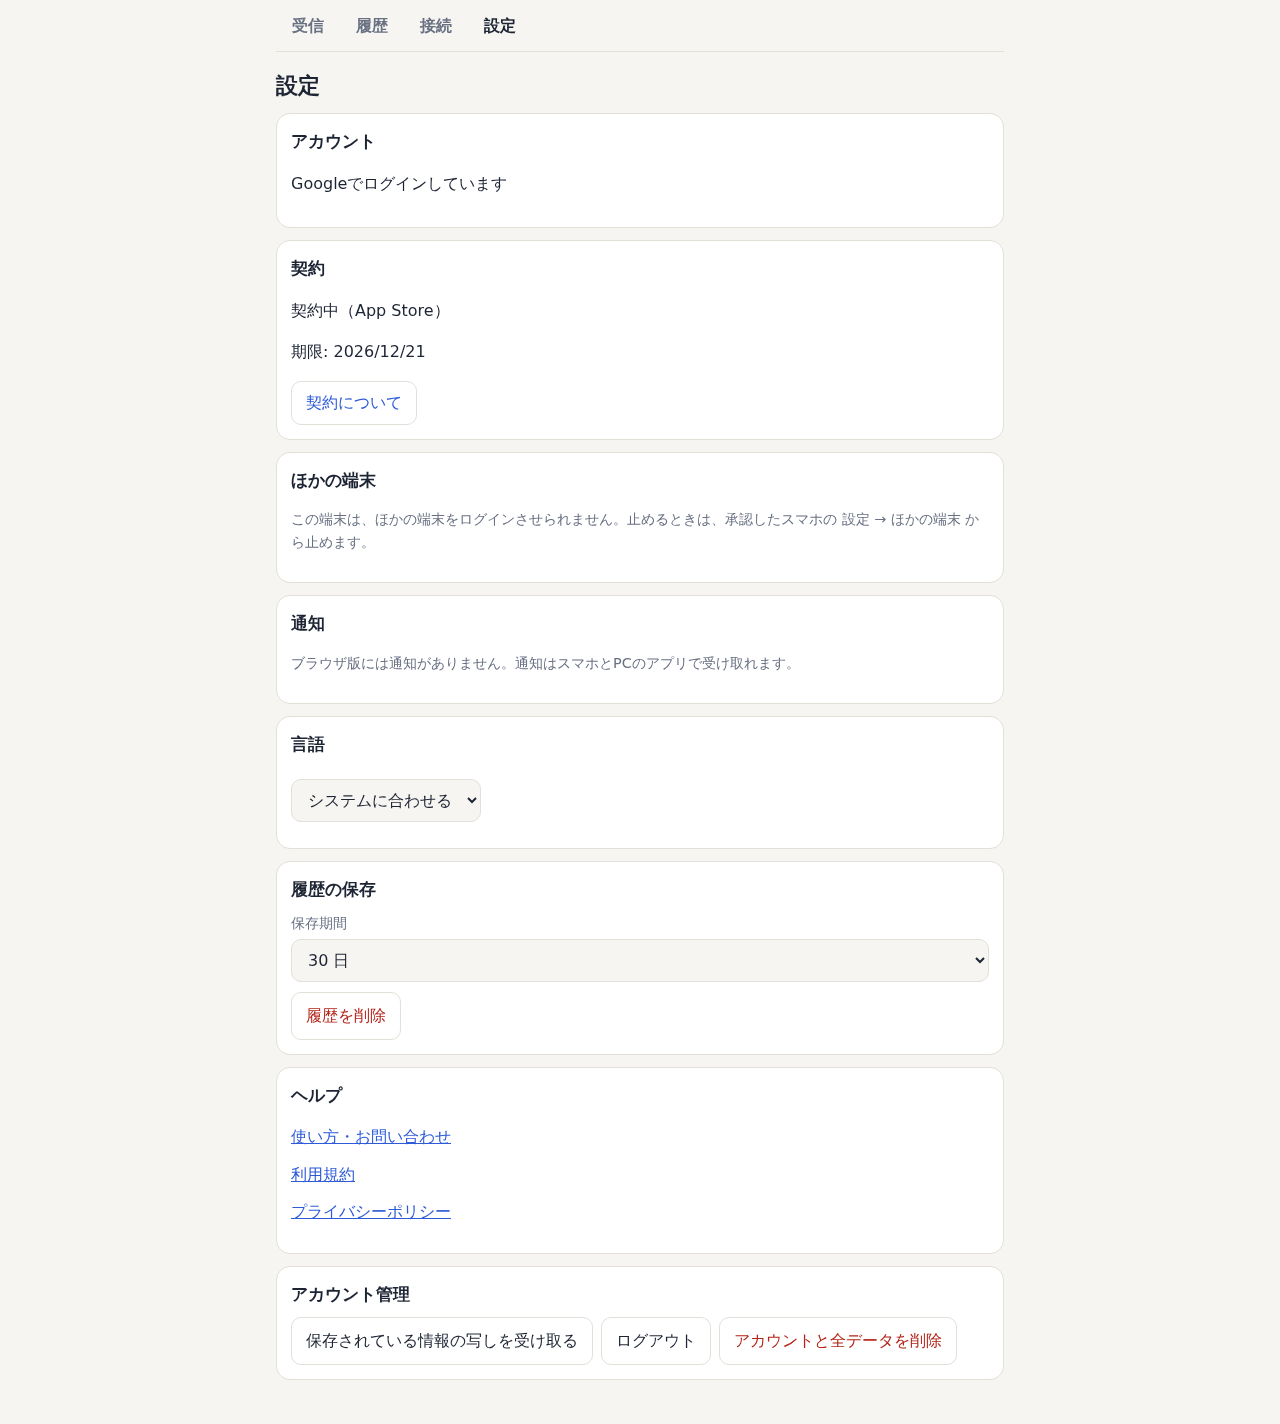 受信 履歴 接続 設定
設定
アカウント
Googleでログインしています
契約
契約中（App Store）
期限: 2026/12/21
契約について
ほかの端末
この端末は、ほかの端末をログインさせられません。止めるときは、承認したスマホの 設定 → ほかの端末 か
ら止めます。
通知
ブラウザ版には通知がありません。通知はスマホとPCのアプリで受け取れます。
言語
システムに合わせる
履歴の保存
保存期間
30 日
履歴を削除
ヘルプ
使い方・お問い合わせ
利用規約
プライバシーポリシー
アカウント管理
保存されている情報の写しを受け取る ログアウト アカウントと全データを削除